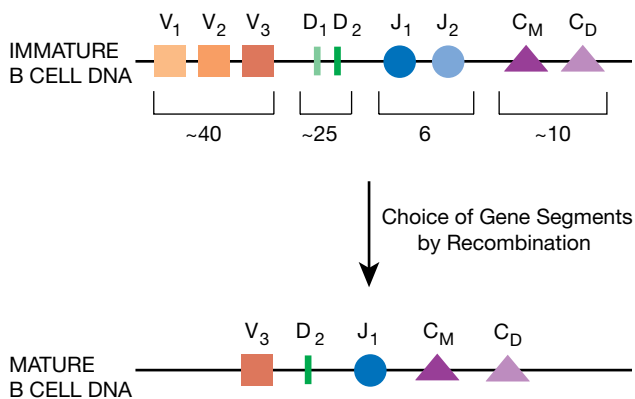 V1 V2 V3 D1 D2 J1 J2 CM CD
IMMATURE
B CELL DNA
~40 ~25 6 ~10
Choice of Gene Segments
by Recombination
V3 D2 J1 CM CD
MATURE
B CELL DNA